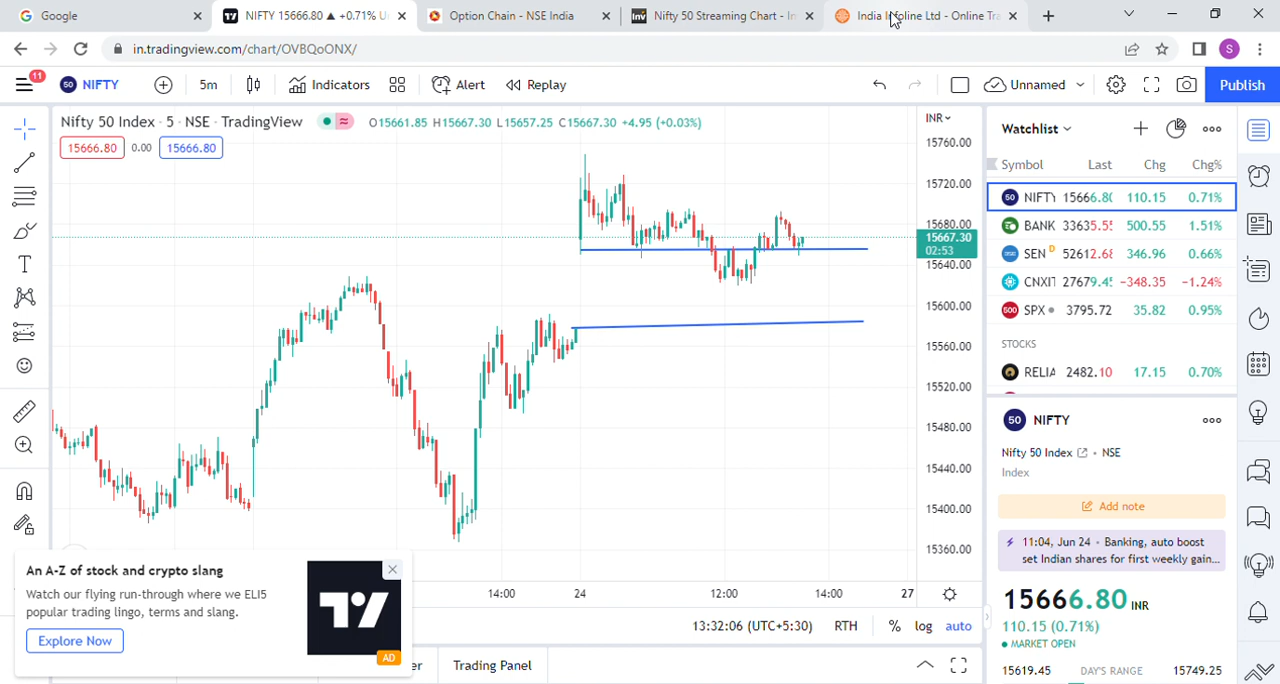 Google
NIFTY 15666.80 ▲ +0.71% U
Option Chain - NSE India
Nifty 50 Streaming Chart - In
India Infoline Ltd - Online Tra
in.tradingview.com/chart/OVBQoONX/
S
11
50 NIFTY
5m
Indicators
Alert
Replay
Unnamed
Publish
Nifty 50 Index · 5 · NSE · TradingView
O15661.85 H15667.30 L15657.25 C15667.30 +4.95 (+0.03%)
15666.80 0.00 15666.80
INR
15760.00
15720.00
15680.00
15667.30
02:53
15640.00
15600.00
15560.00
15520.00
15480.00
15440.00
15400.00
15360.00
14:00 24 12:00 14:00 27
An A-Z of stock and crypto slang
Watch our flying run-through where we ELI5
popular trading lingo, terms and slang.
Explore Now
AD
13:32:06 (UTC+5:30) RTH % log auto
er Trading Panel
Watchlist
Symbol Last Chg Chg%
50 NIFTY 15666.80 110.15 0.71%
BANK 33635.55 500.55 1.51%
SEN D 52612.68 346.96 0.66%
CNXIT 27679.45 −348.35 −1.24%
500 SPX 3795.72 35.82 0.95%
STOCKS
RELIA 2482.10 17.15 0.70%
50 NIFTY
Nifty 50 Index • NSE
Index
Add note
11:04, Jun 24 • Banking, auto boost
set Indian shares for first weekly gain...
15666.80 INR
110.15 (0.71%)
MARKET OPEN
15619.45 DAY'S RANGE 15749.25